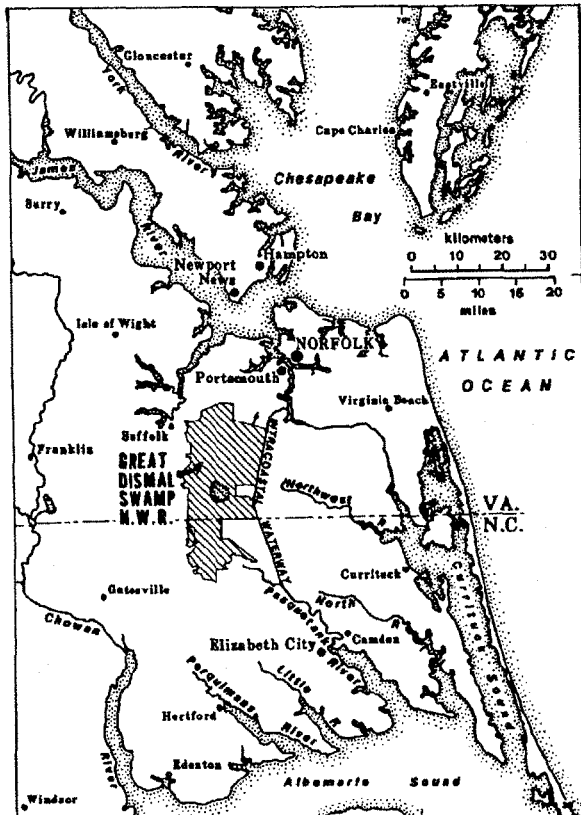 Gloucester
York
River
Eastville
Williamsburg
Cape Charles
James
River
Chesapeake
Bay
Surry
kilometers
0 10 20 30
0 5 10 15 20
miles
Hampton
Newport
News
Isle of Wight
NORFOLK
ATLANTIC
OCEAN
Portsmouth
Virginia Beach
Suffolk
Franklin
GREAT
DISMAL
SWAMP
N.W.R.
INTRACOASTAL
WATERWAY
Northwest
R.
VA.
N.C.
Currituck
Currituck Sound
Gatesville
Chowan
River
Pasquotank
River
North
R.
Camden
Elizabeth City
Little
R.
Perquimans
River
Hertford
Edenton
Albemarle Sound
Windsor